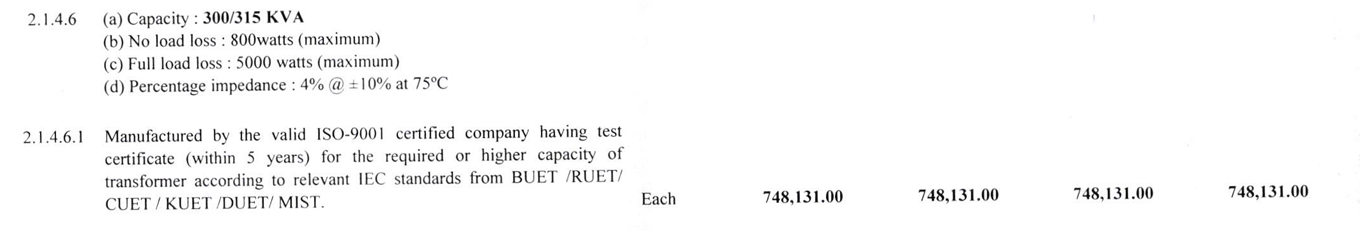 2.1.4.6 (a) Capacity : 300/315 KVA
(b) No load loss : 800watts (maximum)
(c) Full load loss : 5000 watts (maximum)
(d) Percentage impedance : 4% @ ±10% at 75°C
2.1.4.6.1 Manufactured by the valid ISO-9001 certified company having test
certificate (within 5 years) for the required or higher capacity of
transformer according to relevant IEC standards from BUET /RUET/
CUET / KUET /DUET/ MIST. Each 748,131.00 748,131.00 748,131.00 748,131.00